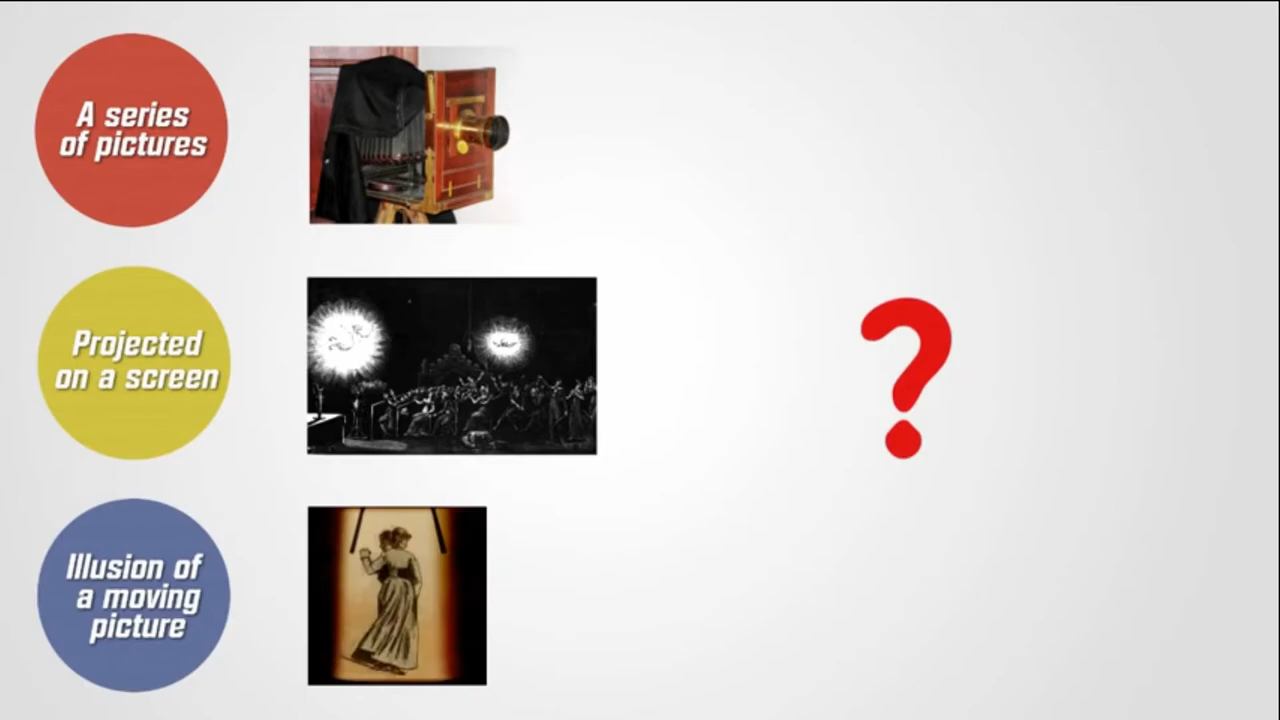 A series
of pictures
Projected
on a screen
Illusion of
a moving
picture
?